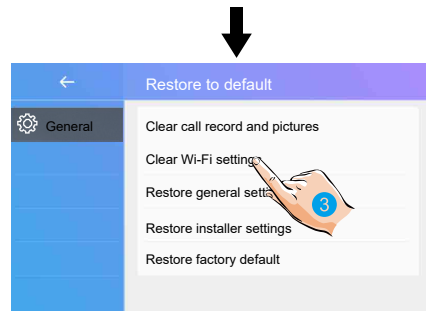 Restore to default
General
Clear call record and pictures
Clear Wi-Fi setting
Restore general sett
3
Restore installer settings
Restore factory default